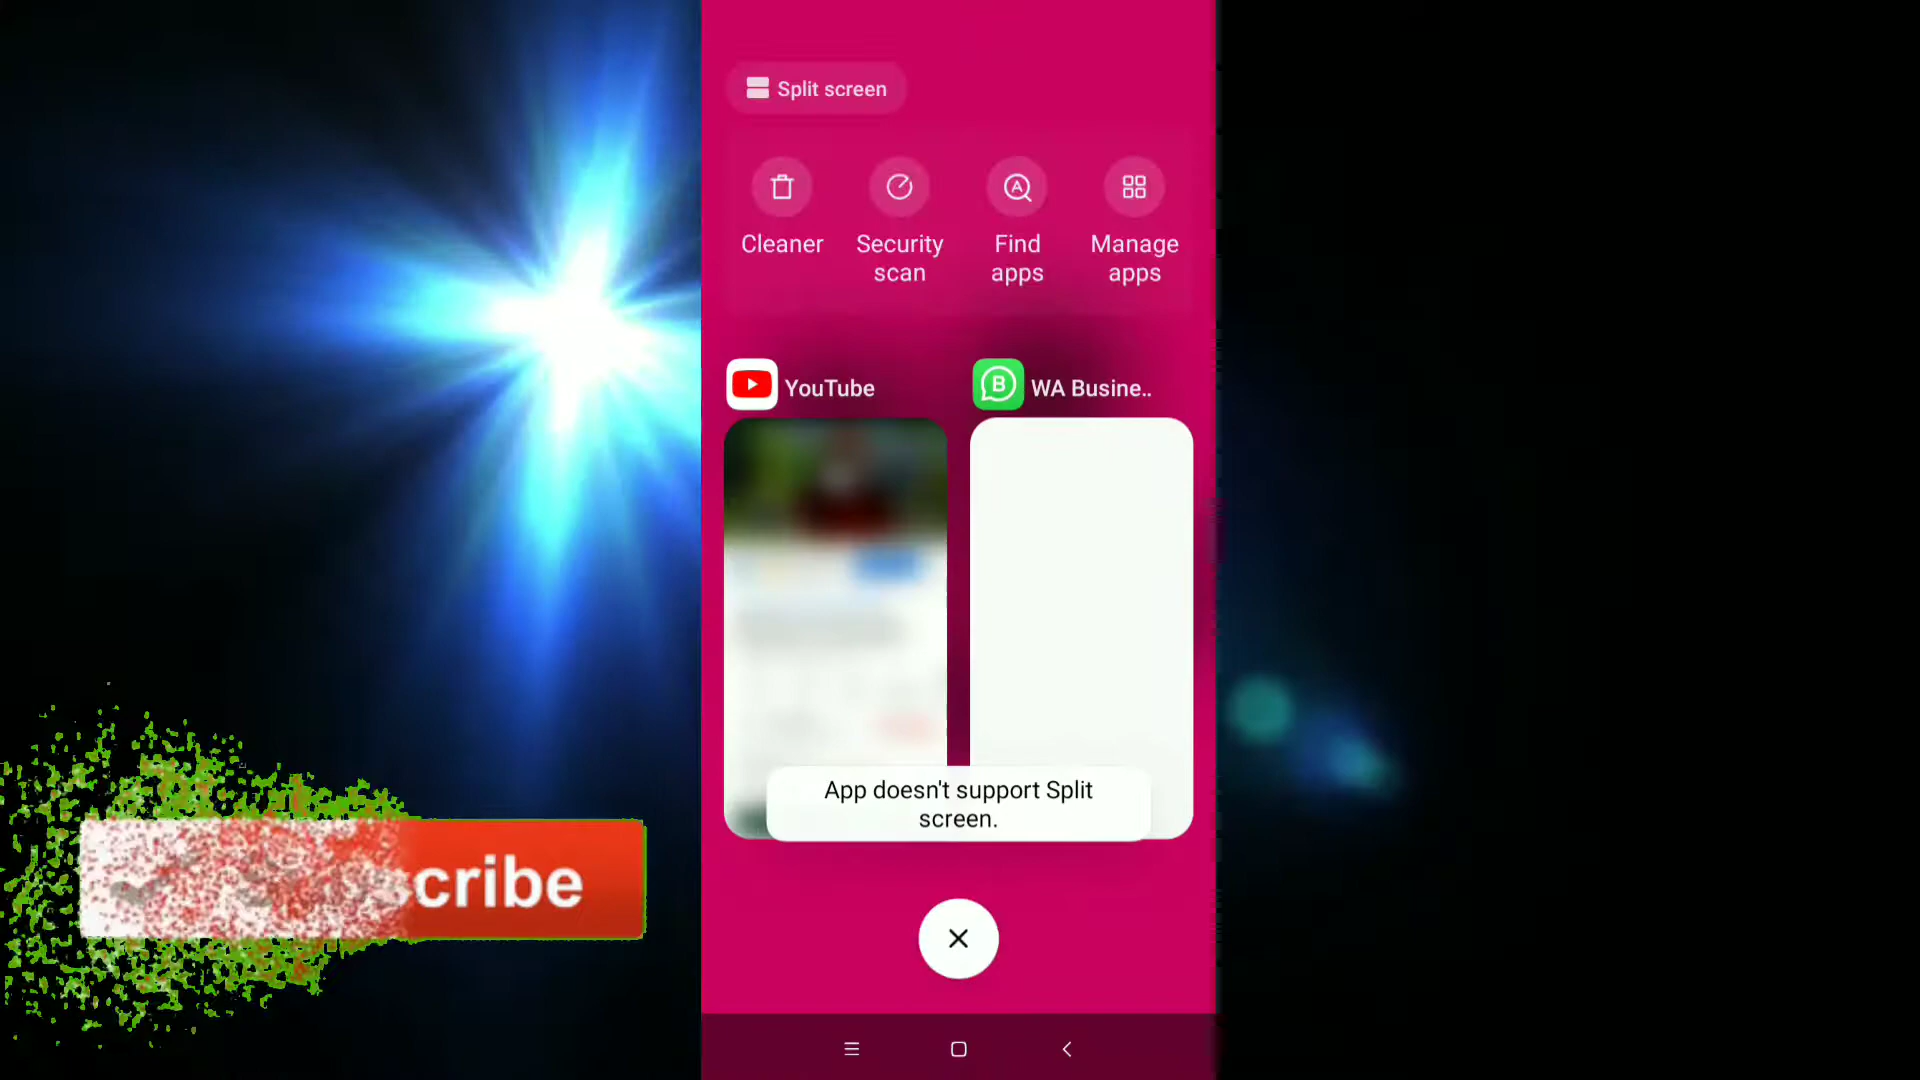 Split screen
Cleaner
Security
scan
Find
apps
Manage
apps
YouTube
WA Busine..
App doesn't support Split
screen.
cribe